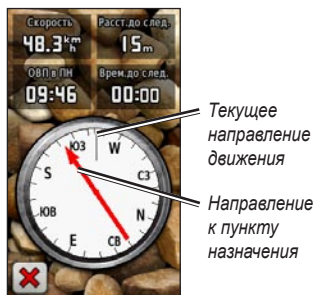 Скорость
Расст.до след.
48.3 km h
15m
ОВП в ПН
Врем.до след.
09:46
00:00
ЮЗ
W
S
СЗ
ЮВ
N
E
СВ
Текущее
направление
движения
Направление
к пункту
назначения